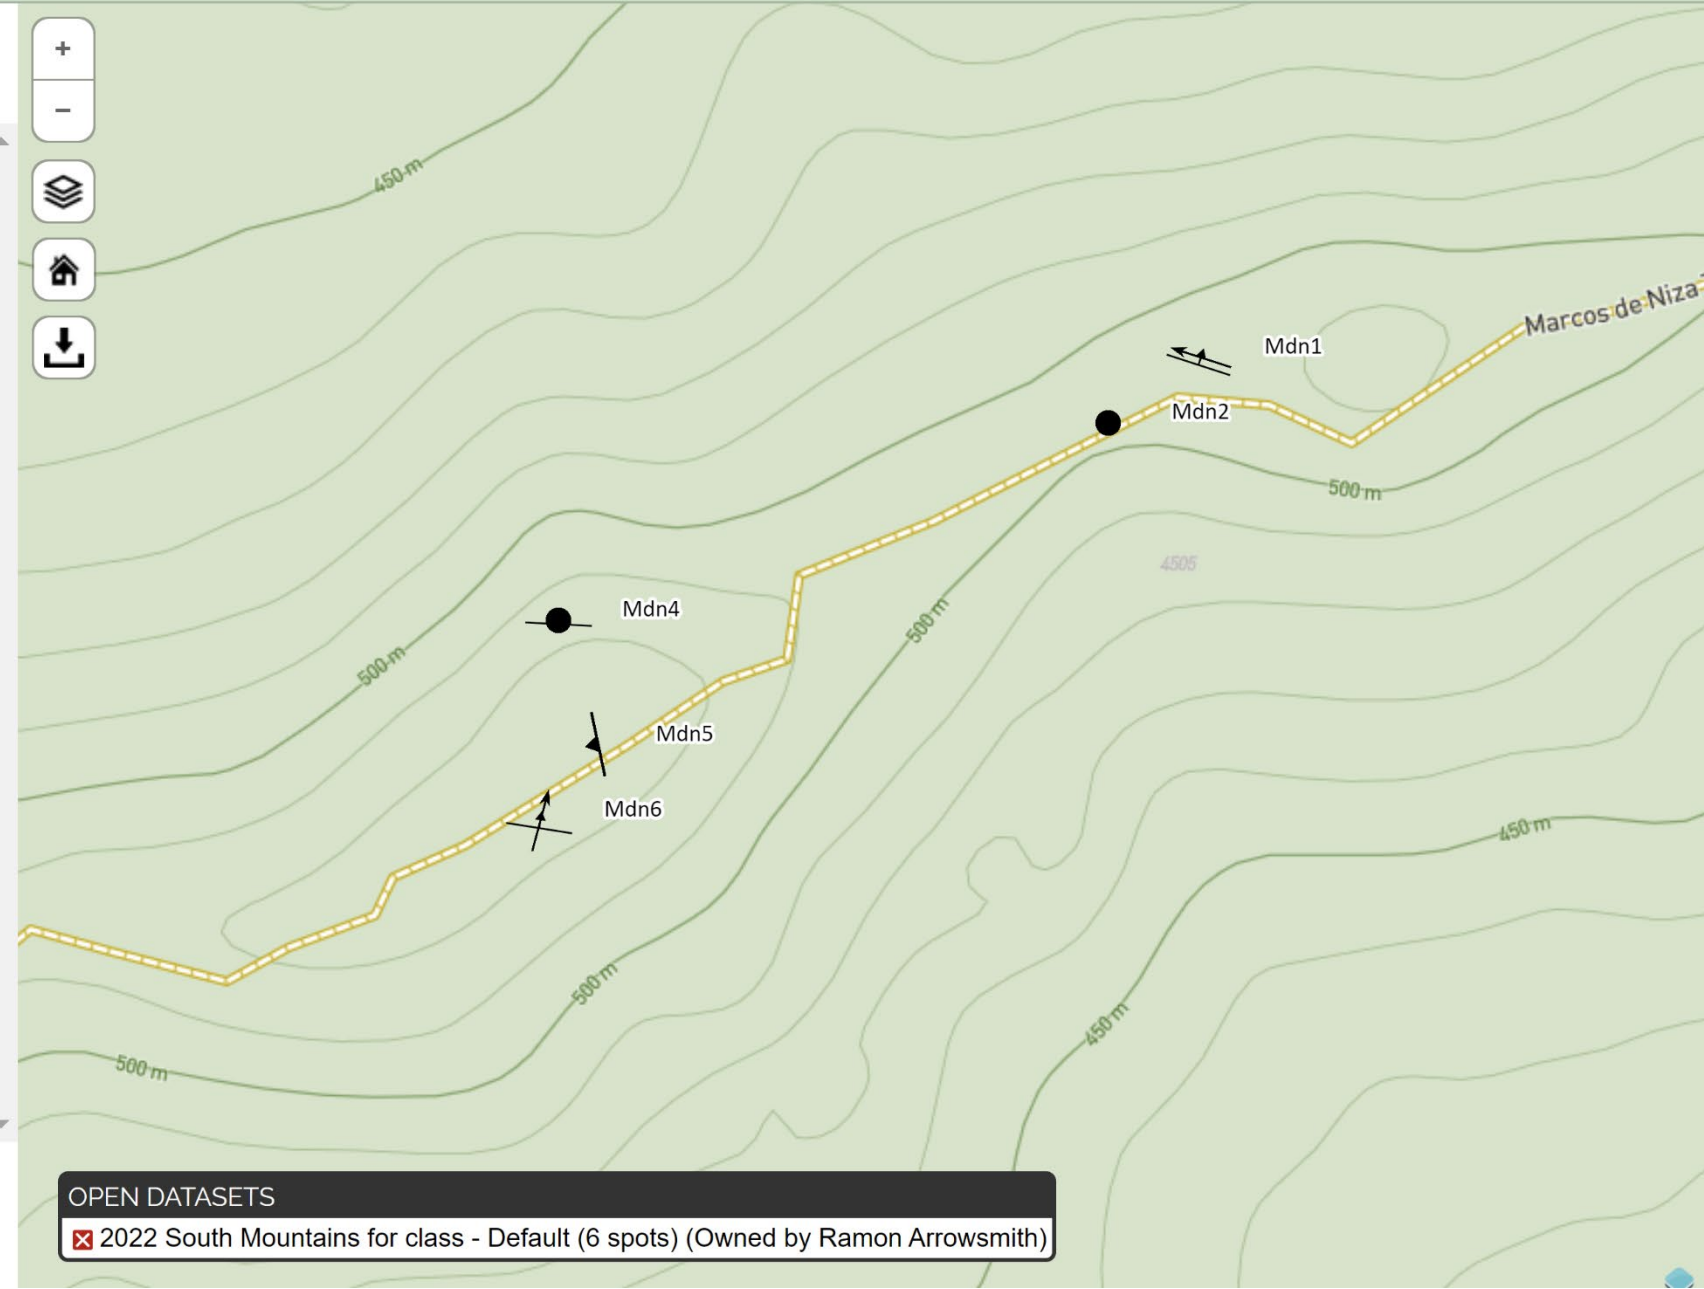 +
−
450 m
Marcos de Niza
Mdn1
Mdn2
500 m
4505
Mdn4
500 m
500 m
Mdn5
Mdn6
450 m
500 m
450 m
500 m
OPEN DATASETS
2022 South Mountains for class - Default (6 spots) (Owned by Ramon Arrowsmith)